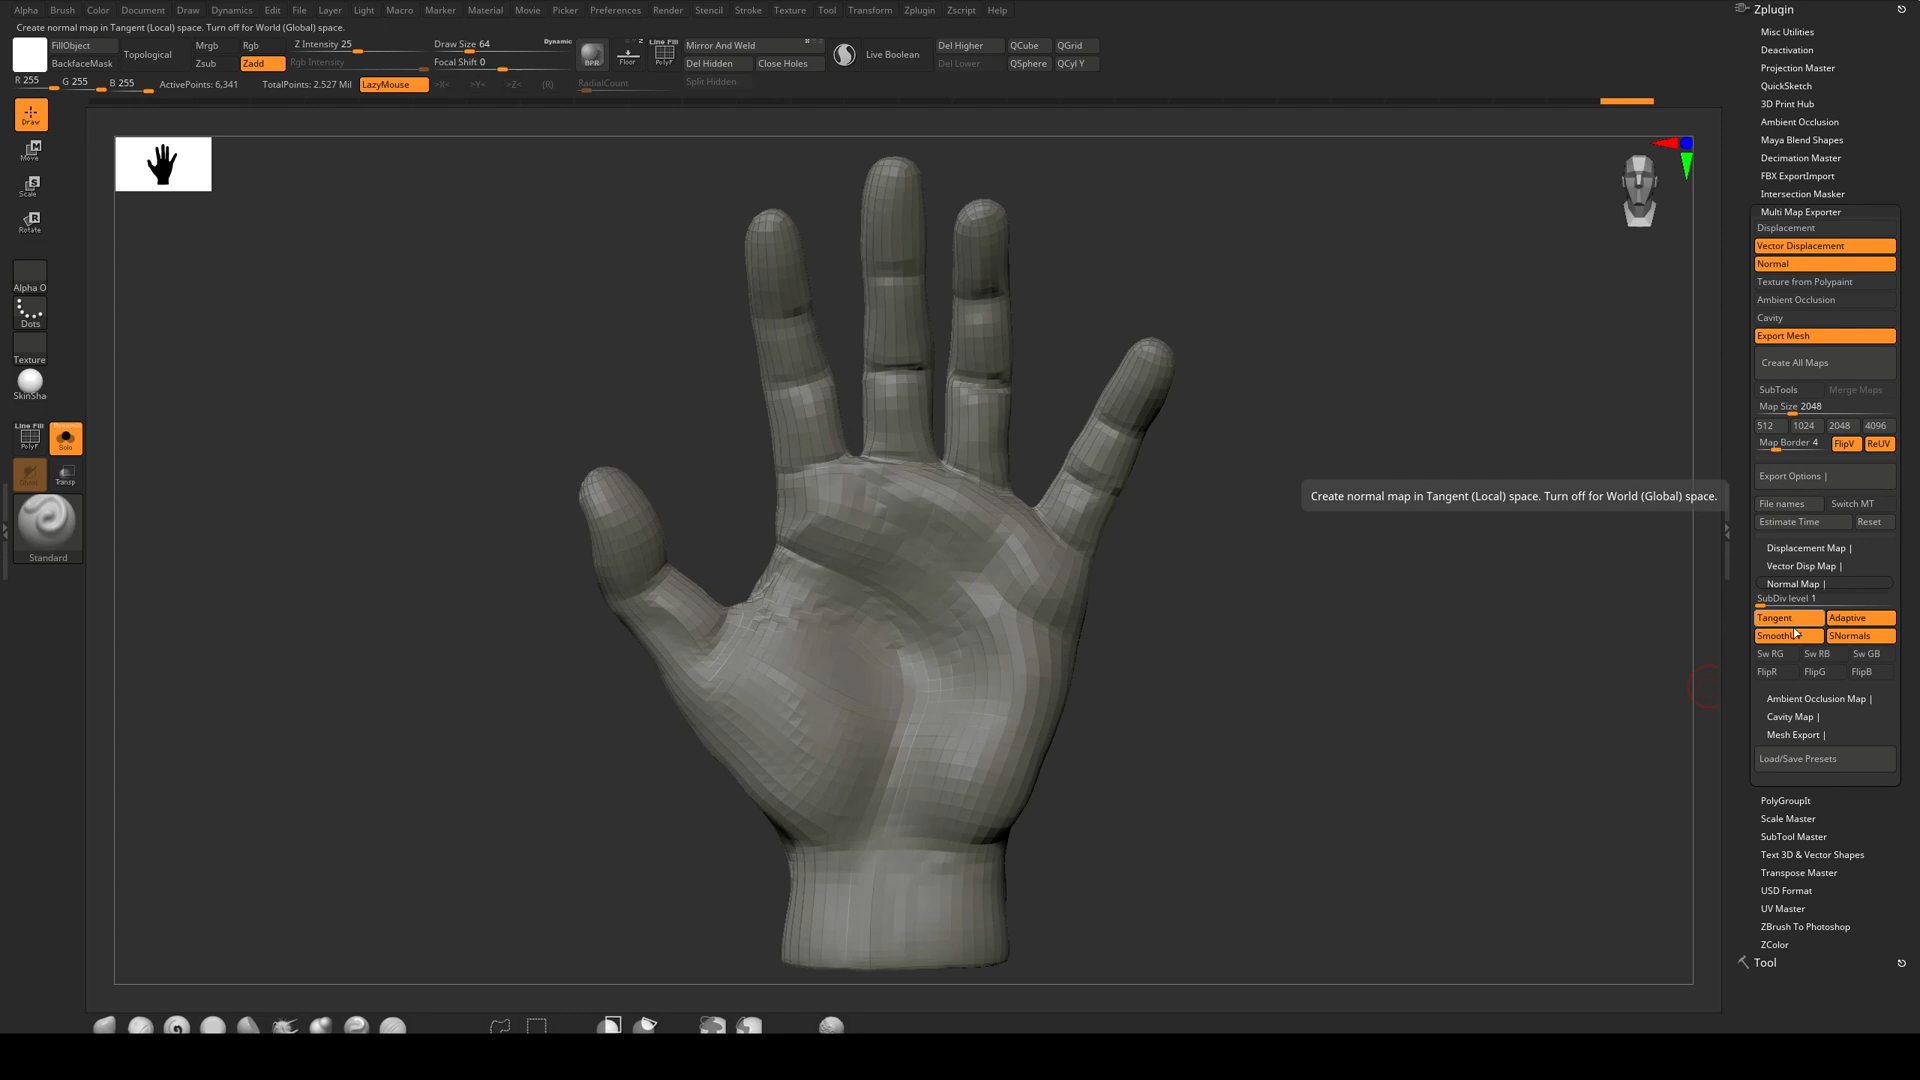 Alpha Brush Color Document Draw Dynamics Edit File Layer Light Macro Marker Material Movie Picker Preferences Render Stencil Stroke Texture Tool Transform Zplugin Zscript Help
Create normal map in Tangent (Local) space. Turn off for World (Global) space.
FillObject
BackfaceMask
Topological
Mrgb Rgb
Zsub Zadd
Z Intensity 25
Rgb Intensity
Draw Size 64
Focal Shift 0
Dynamic
BPR
Floor
Line Fill
PolyF
Mirror And Weld
Del Hidden Close Holes
Split Hidden
Live Boolean
Del Higher
Del Lower
QCube QGrid
QSphere QCyl Y
R 255 G 255 B 255 ActivePoints: 6,341 TotalPoints: 2.527 Mil LazyMouse >X< >Y< >Z< (R) RadialCount
Draw
Move
Scale
Rotate
Alpha O
Dots
Texture
SkinSha
Line Fill
PolyF
Dynamic
Solo
Transp
Standard
Create normal map in Tangent (Local) space. Turn off for World (Global) space.
Zplugin
Misc Utilities
Deactivation
Projection Master
QuickSketch
3D Print Hub
Ambient Occlusion
Maya Blend Shapes
Decimation Master
FBX ExportImport
Intersection Masker
Multi Map Exporter
Displacement
Vector Displacement
Normal
Texture from Polypaint
Ambient Occlusion
Cavity
Export Mesh
Create All Maps
SubTools Merge Maps
Map Size 2048
512 1024 2048 4096
Map Border 4 FlipV ReUV
Export Options |
File names Switch MT
Estimate Time Reset
Displacement Map |
Vector Disp Map |
Normal Map |
SubDiv level 1
Tangent Adaptive
SNormals
Sw RG Sw RB Sw GB
FlipR FlipG FlipB
Ambient Occlusion Map |
Cavity Map |
Mesh Export |
Load/Save Presets
PolyGroupIt
Scale Master
SubTool Master
Text 3D & Vector Shapes
Transpose Master
USD Format
UV Master
ZBrush To Photoshop
ZColor
Tool